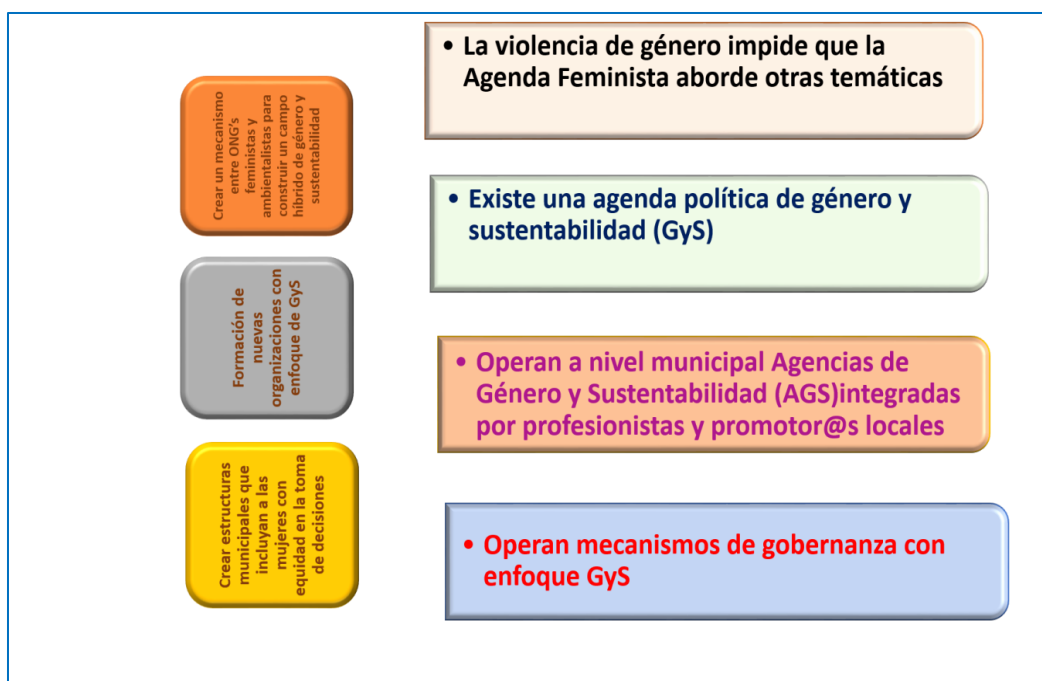 Crear un mecanismo
entre ONG's
feministas y
ambientalistas para
construir un campo
híbrido de género y
sustentabilidad
Formación de
nuevas
organizaciones con
enfoque de GyS
Crear estructuras
municipales que
incluyan a las
mujeres con
equidad en la toma
de decisiones
• La violencia de género impide que la
Agenda Feminista aborde otras temáticas
• Existe una agenda política de género y
sustentabilidad (GyS)
• Operan a nivel municipal Agencias de
Género y Sustentabilidad (AGS)integradas
por profesionistas y promotor@s locales
• Operan mecanismos de gobernanza con
enfoque GyS